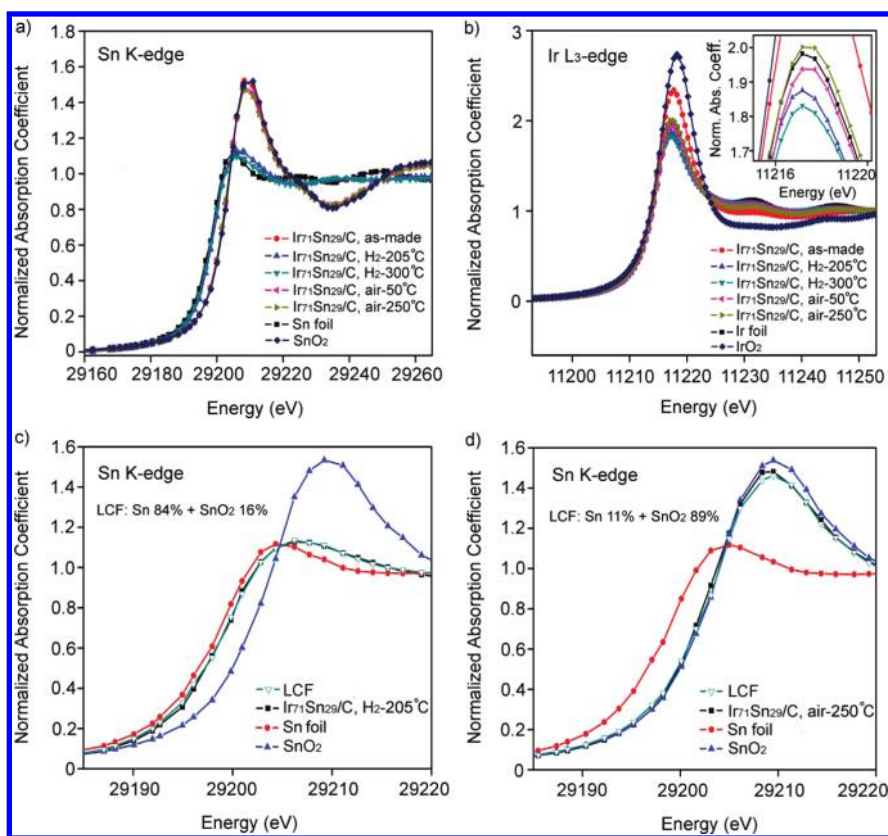 a)
Sn K-edge
Normalized Absorption Coefficient
1.8
1.6
1.4
1.2
1.0
0.8
0.6
0.4
0.2
0.0
Ir71Sn29/C, as-made
Ir71Sn29/C, H2-205°C
Ir71Sn29/C, H2-300°C
Ir71Sn29/C, air-50°C
Ir71Sn29/C, air-250°C
Sn foil
SnO2
29160 29180 29200 29220 29240 29260
Energy (eV)
b)
Ir L3-edge
Normalized Absorption Coefficient
3
2
1
0
Norm. Abs. Coeff.
2.0
1.9
1.8
1.7
11216 11220
Energy (eV)
Ir71Sn29/C, as-made
Ir71Sn29/C, H2-205°C
Ir71Sn29/C, H2-300°C
Ir71Sn29/C, air-50°C
Ir71Sn29/C, air-250°C
Ir foil
IrO2
11200 11210 11220 11230 11240 11250
Energy (eV)
c)
Sn K-edge
LCF: Sn 84% + SnO2 16%
Normalized Absorption Coefficient
1.6
1.4
1.2
1.0
0.8
0.6
0.4
0.2
0.0
LCF
Ir71Sn29/C, H2-205°C
Sn foil
SnO2
29190 29200 29210 29220
Energy (eV)
d)
Sn K-edge
LCF: Sn 11% + SnO2 89%
Normalized Absorption Coefficient
1.6
1.4
1.2
1.0
0.8
0.6
0.4
0.2
0.0
LCF
Ir71Sn29/C, air-250°C
Sn foil
SnO2
29190 29200 29210 29220
Energy (eV)